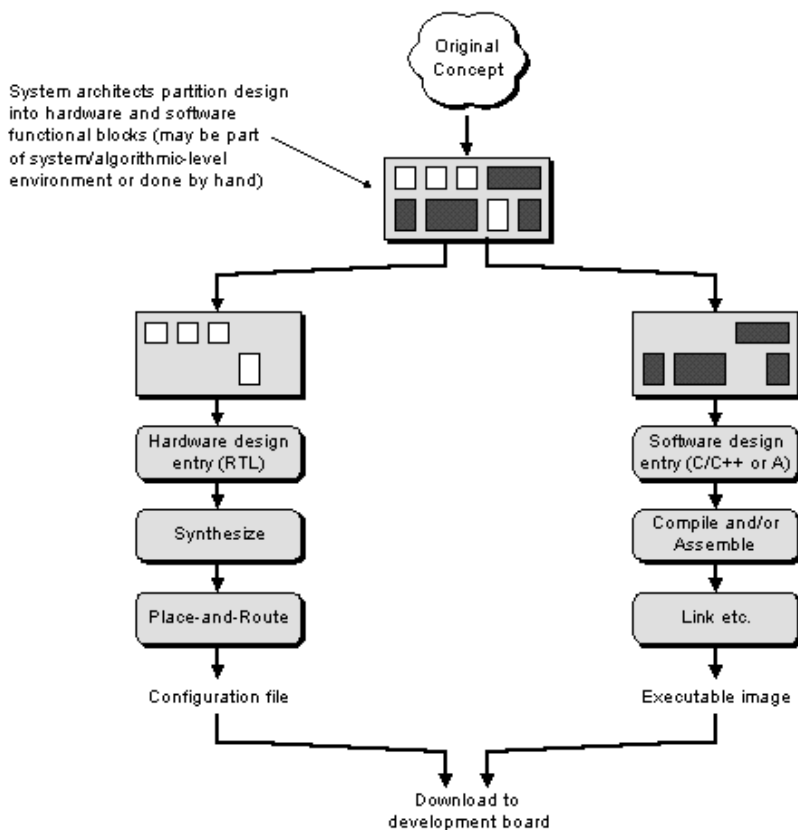 Original
Concept
System architects partition design
into hardware and software
functional blocks (may be part
of system/algorithmic-level
environment or done by hand)
Hardware design
entry (RTL)
Synthesize
Place-and-Route
Configuration file
Software design
entry (C/C++ or A)
Compile and/or
Assemble
Link etc.
Executable image
Download to
development board